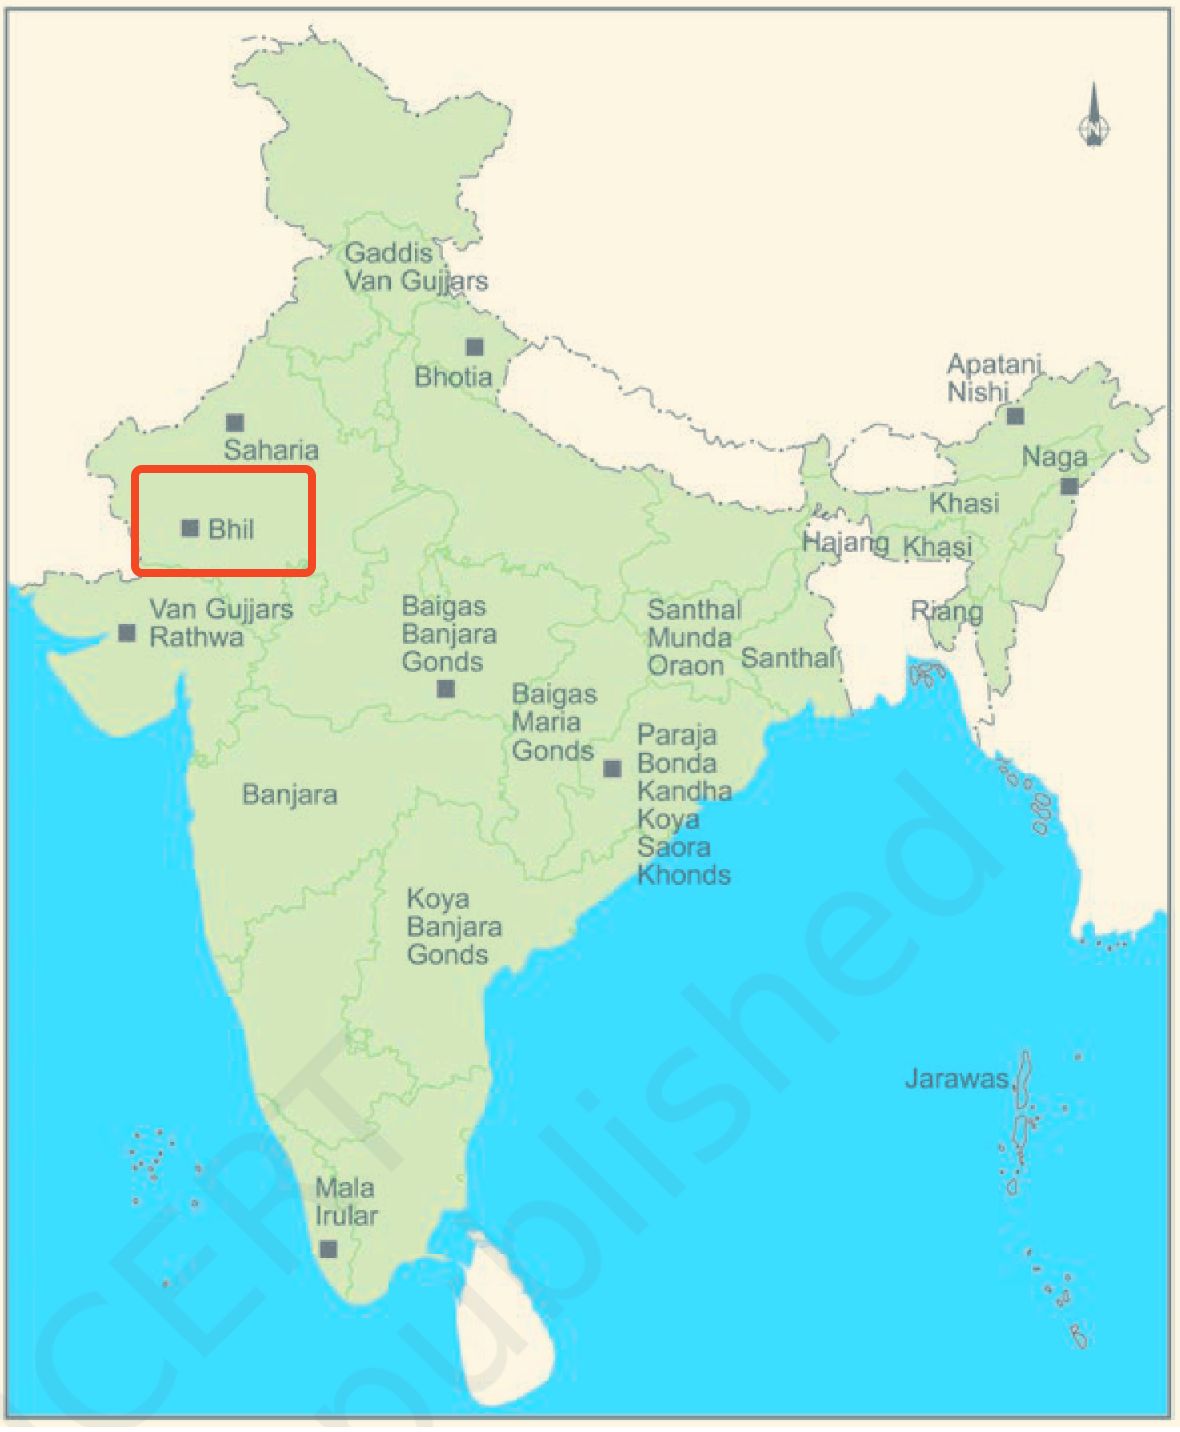 N
Gaddis
Van Gujjars
Bhotia
Apatani
Nishi
Saharia
Naga
Khasi
Bhil
Hajang
Khasi
Van Gujjars
Rathwa
Baigas
Banjara
Gonds
Santhal
Munda
Oraon
Santhal
Riang
Baigas
Maria
Gonds
Paraja
Bonda
Kandha
Koya
Saora
Khonds
Banjara
Koya
Banjara
Gonds
Jarawas
Mala
Irular
CERT
published